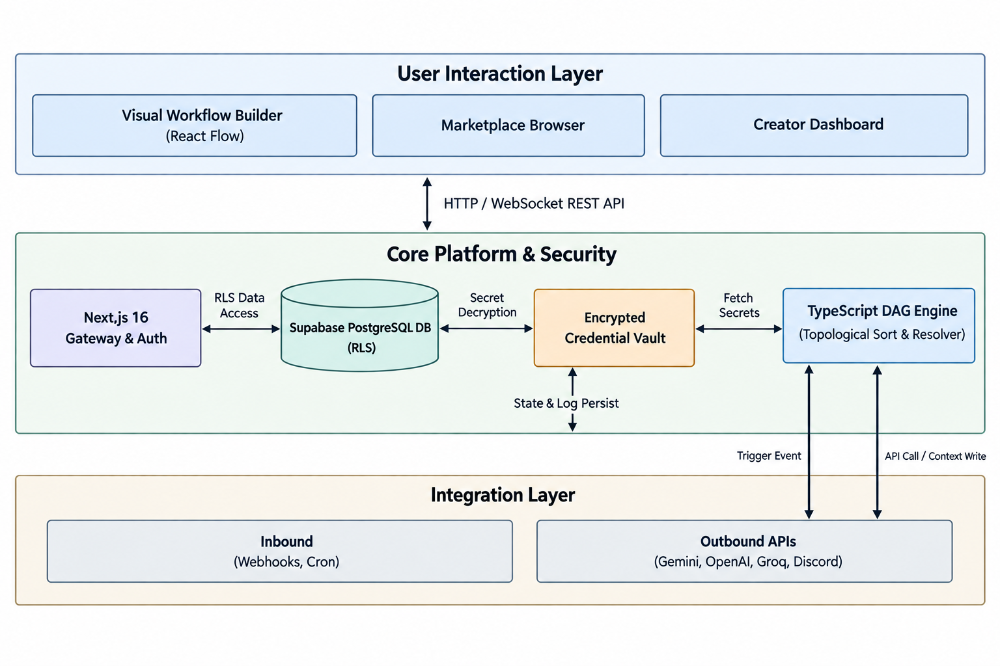 User Interaction Layer
Visual Workflow Builder
(React Flow)
Marketplace Browser
Creator Dashboard
HTTP / WebSocket REST API
Core Platform & Security
Next,js 16
Gateway & Auth
RLS Data
Access
Supabase PostgreSQL DB
(RLS)
Secret
Decryption
Encrypted
Credential Vault
Fetch
Secrets
TypeScript DAG Engine
(Topological Sort & Resolver)
State & Log Persist
Trigger Event
API Call / Context Write
Integration Layer
Inbound
(Webhooks, Cron)
Outbound APIs
(Gemini, OpenAI, Groq, Discord)